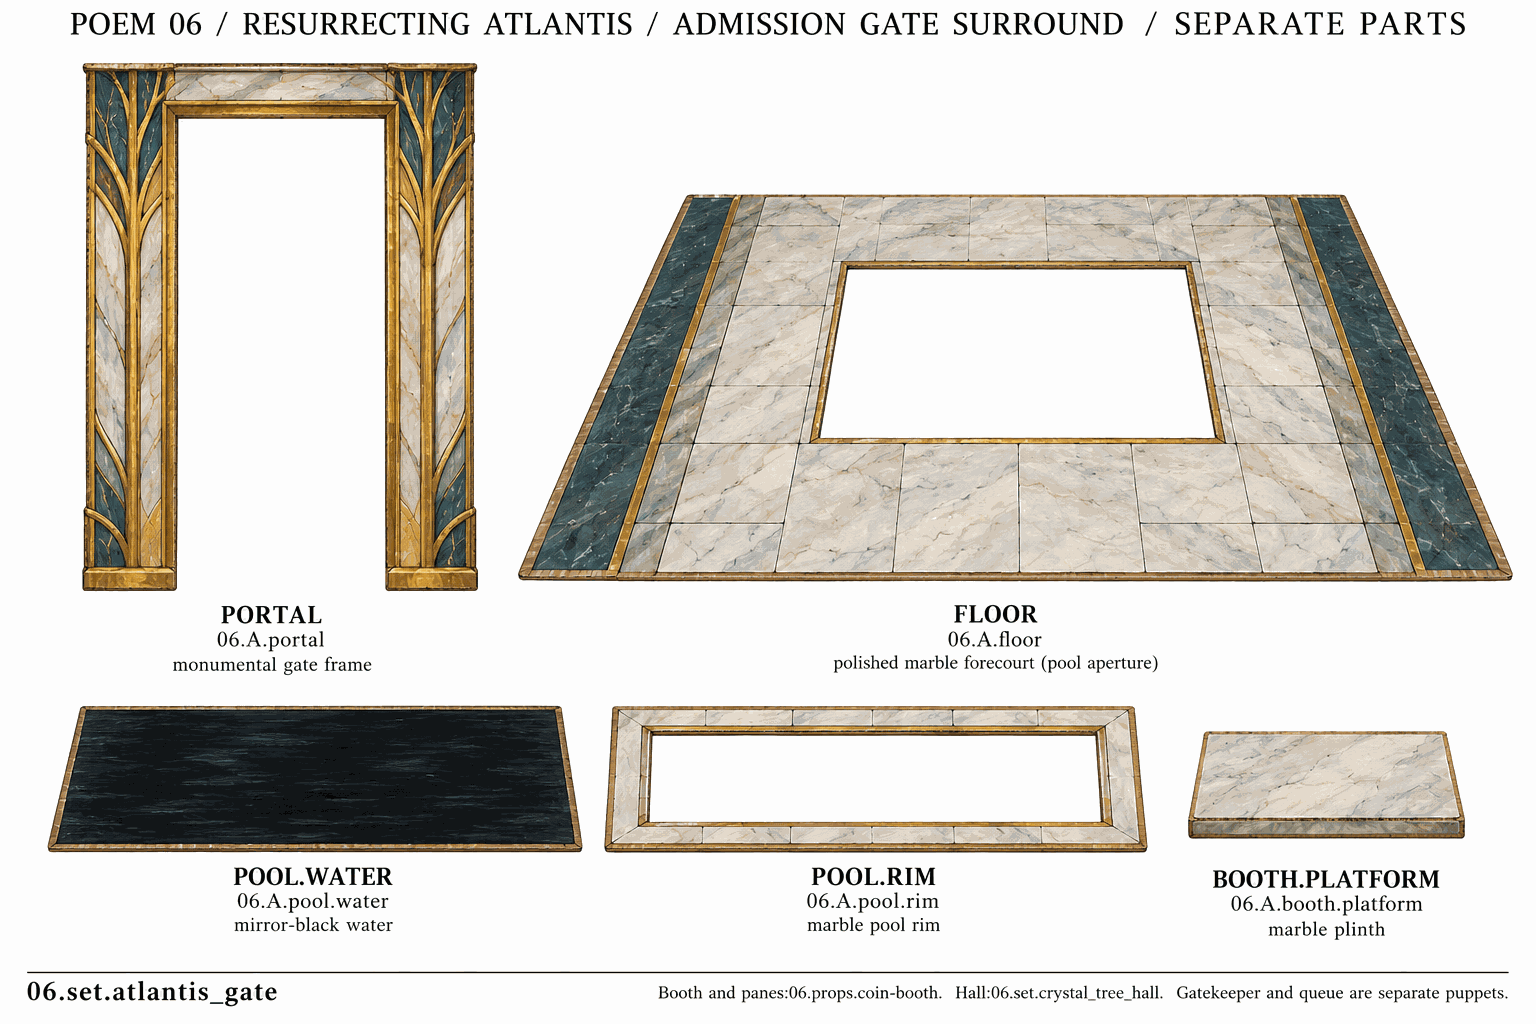 POEM 06 / RESURRECTING ATLANTIS / ADMISSION GATE SURROUND / SEPARATE PARTS
PORTAL
06.A.portal
monumental gate frame
FLOOR
06.A.floor
polished marble forecourt (pool aperture)
POOL.WATER
06.A.pool.water
mirror-black water
POOL.RIM
06.A.pool.rim
marble pool rim
BOOTH.PLATFORM
06.A.booth.platform
marble plinth
06.set.atlantis_gate
Booth and panes:06.props.coin-booth. Hall:06.set.crystal_tree_hall. Gatekeeper and queue are separate puppets.